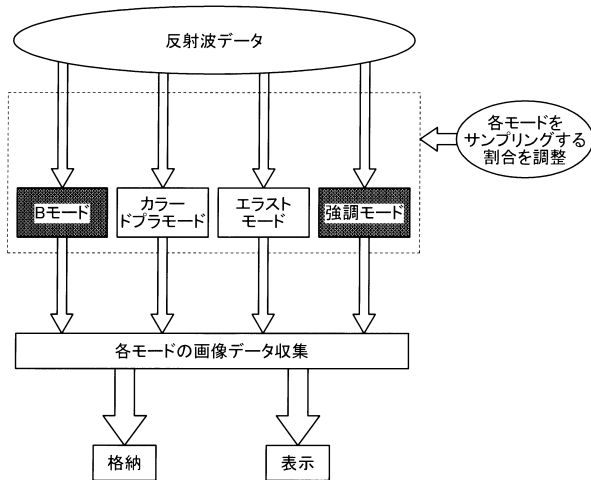 反射波データ
各モードを
サンプリングする
割合を調整
Bモード
カラー
ドプラモード
エラスト
モード
強調モード
各モードの画像データ収集
格納
表示